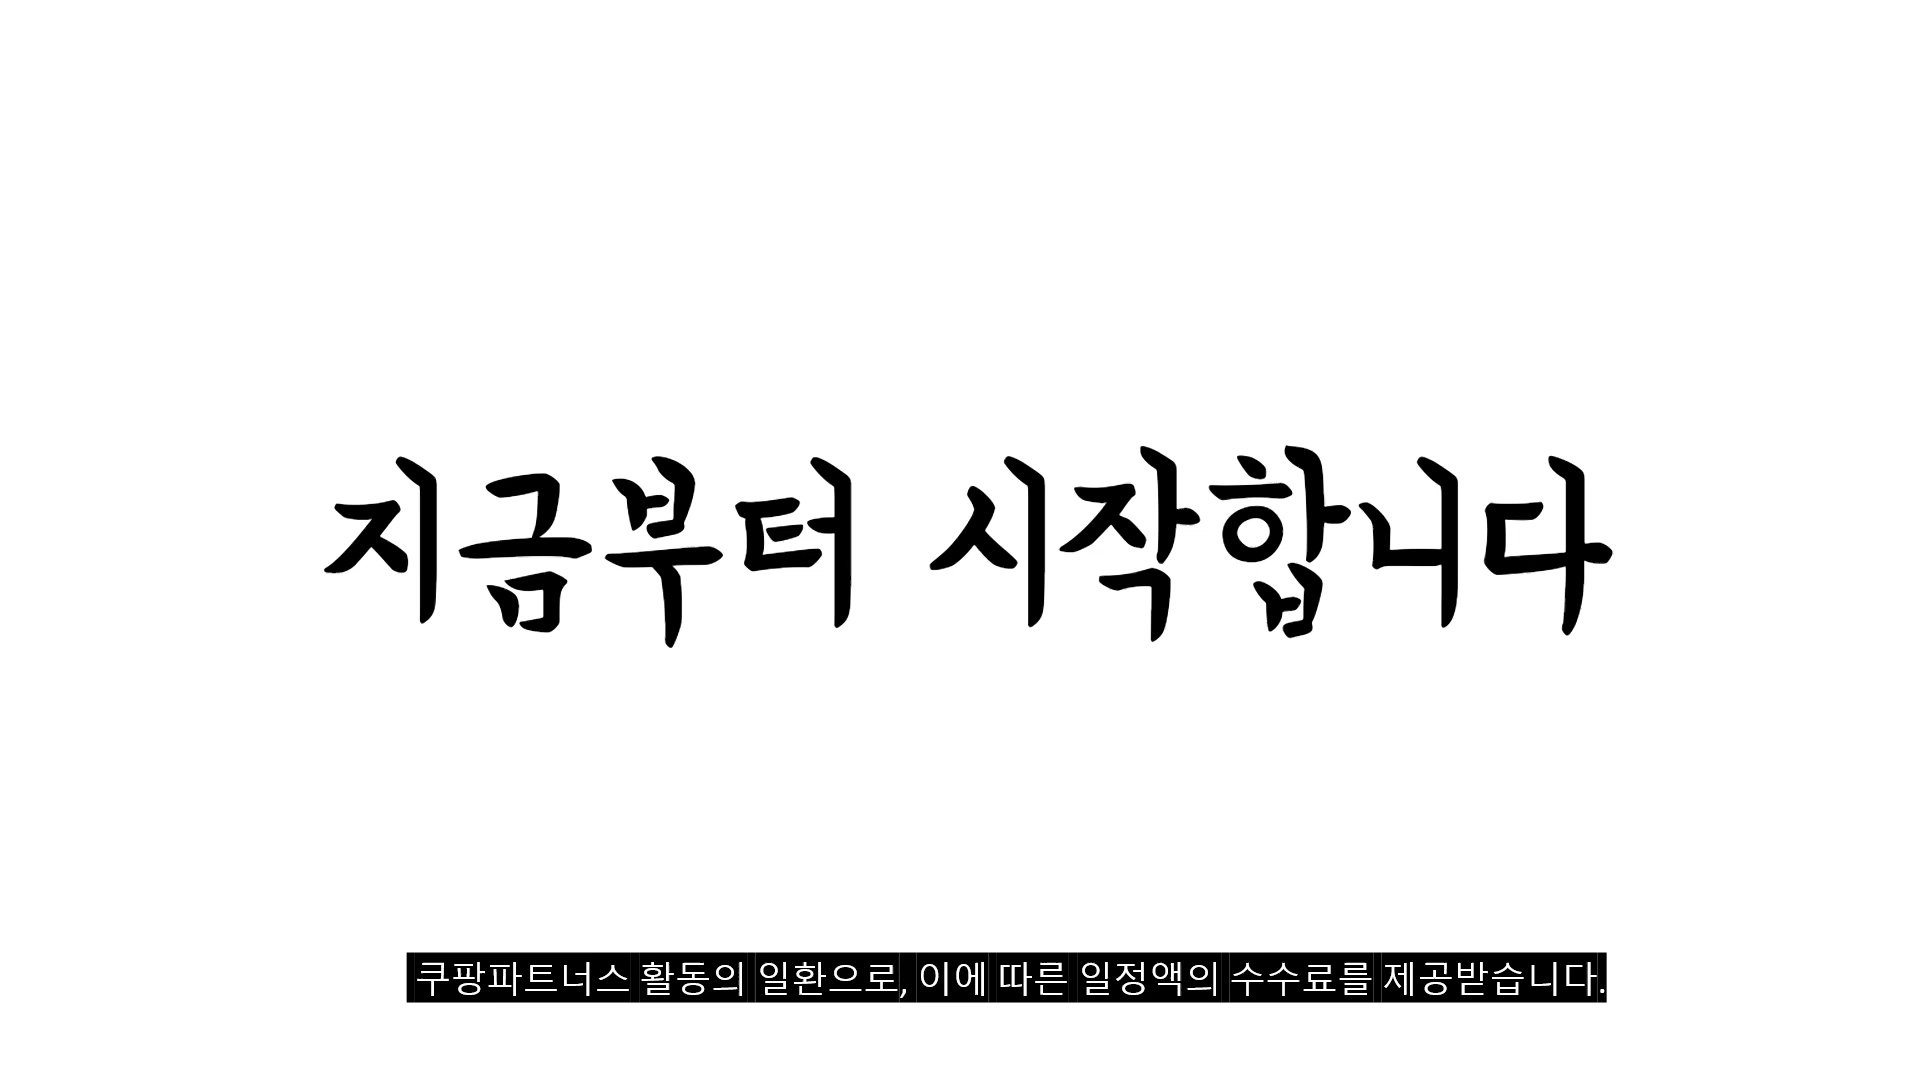 지금부터 시작합니다
쿠팡파트너스 활동의 일환으로, 이에 따른 일정액의 수수료를 제공받습니다.